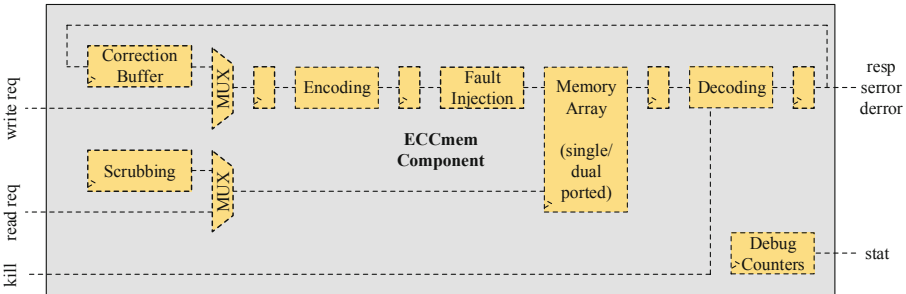 Correction
Buffer
MUX
Encoding
Fault
Injection
Memory
Array
(single/
dual
ported)
Decoding
resp
serror
derror
write req
ECCmem
Component
Scrubbing
MUX
read req
kill
Debug
Counters
stat